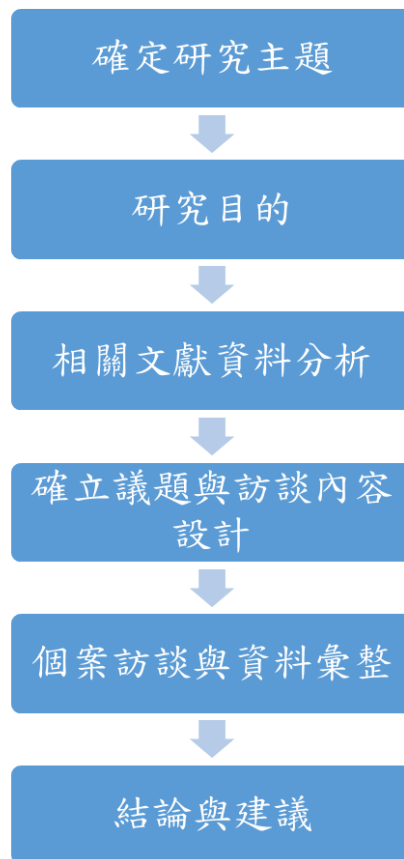 確定研究主題
研究目的
相關文獻資料分析
確立議題與訪談內容
設計
個案訪談與資料彙整
結論與建議